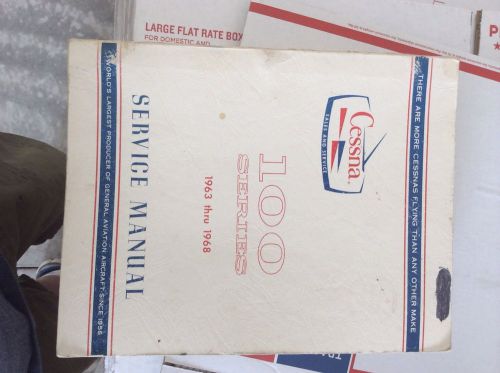 THERE ARE MORE CESSNAS FLYING THAN ANY OTHER MAKE
Cessna
SALES AND SERVICE
100
SERIES
1963 thru 1968
SERVICE MANUAL
WORLD'S LARGEST PRODUCER OF GENERAL AVIATION AIRCRAFT SINCE 1956
LARGE FLAT RATE BOX
FOR DOMESTIC AND